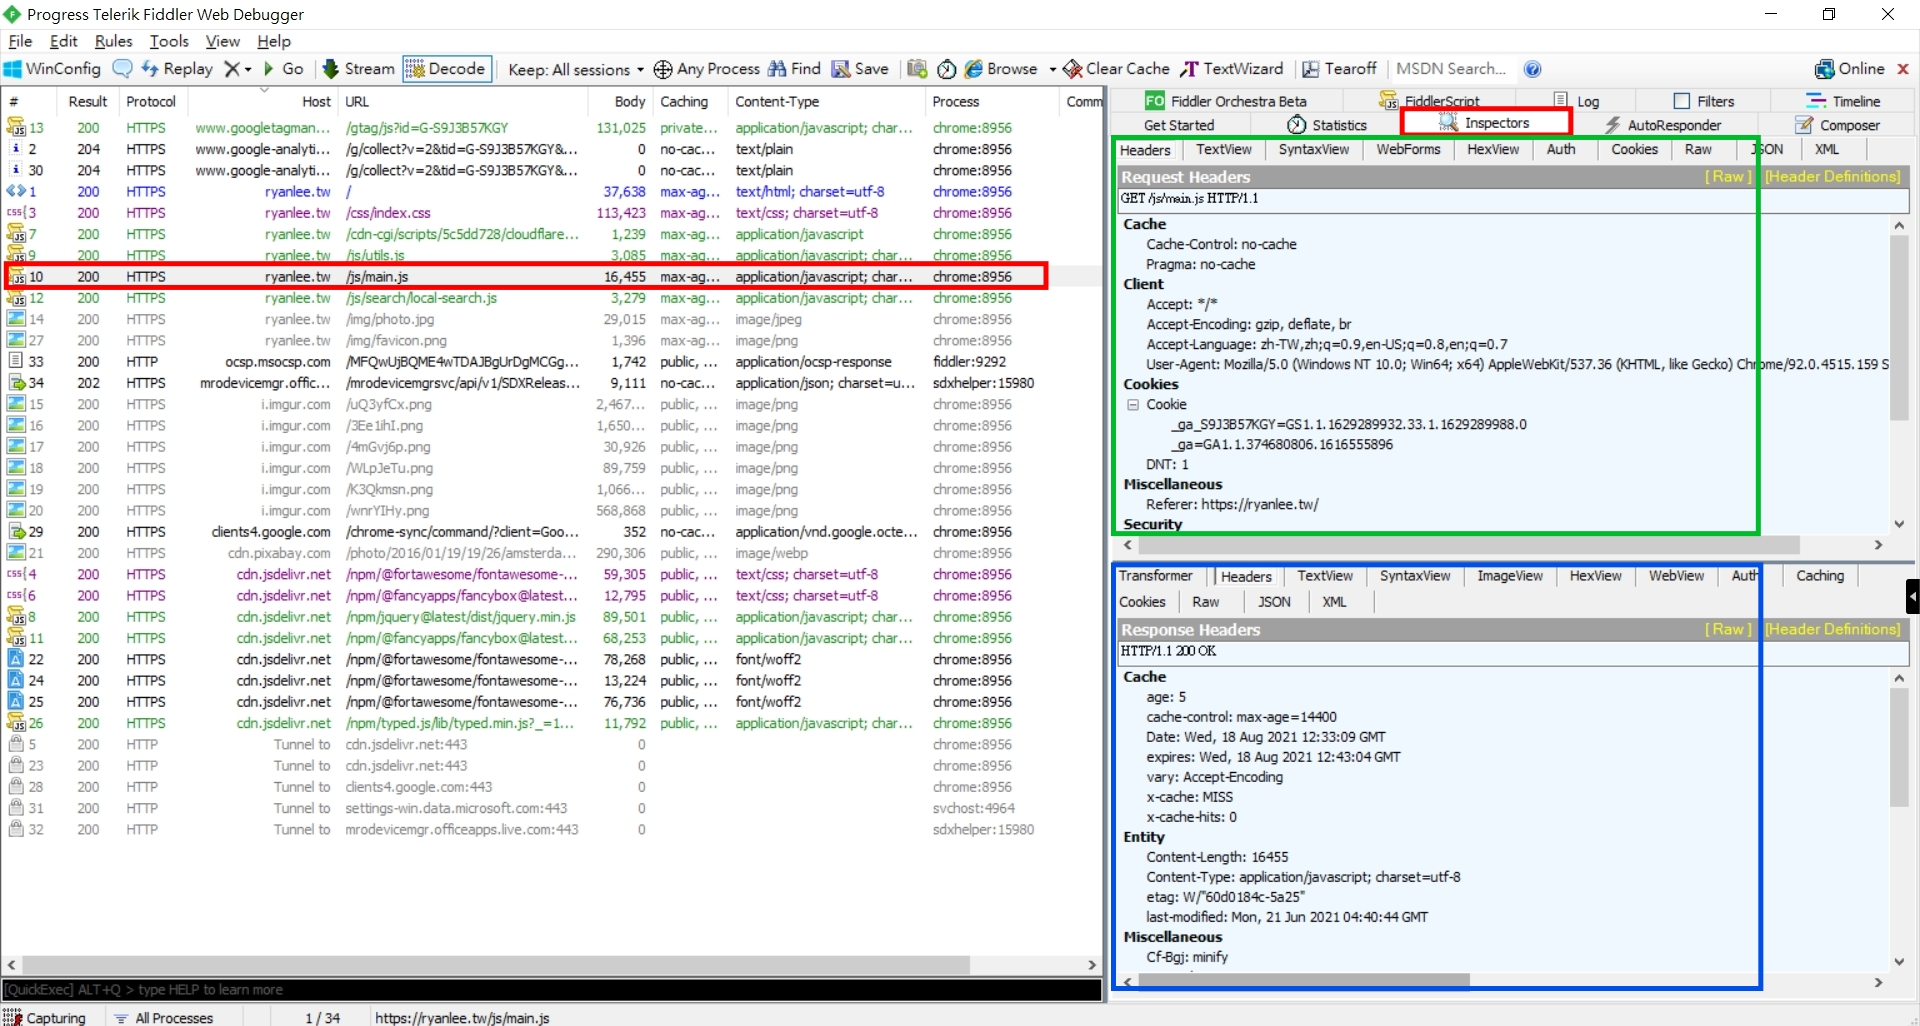 Progress Telerik Fiddler Web Debugger
File Edit Rules Tools View Help
WinConfig Replay Go Stream Decode Keep: All sessions Any Process Find Save Browse Clear Cache TextWizard Tearoff MSDN Search... Online
# Result Protocol Host URL Body Caching Content-Type Process Comm
13 200 HTTPS www.googletagman... /gtag/js?id=G-S9J3B57KGY 131,025 private... application/javascript; char... chrome:8956
2 204 HTTPS www.google-analyti... /g/collect?v=2&tid=G-S9J3B57KGY&... 0 no-cac... text/plain chrome:8956
30 204 HTTPS www.google-analyti... /g/collect?v=2&tid=G-S9J3B57KGY&... 0 no-cac... text/plain chrome:8956
1 200 HTTPS ryanlee.tw / 37,638 max-ag... text/html; charset=utf-8 chrome:8956
3 200 HTTPS ryanlee.tw /css/index.css 113,423 max-ag... text/css; charset=utf-8 chrome:8956
7 200 HTTPS ryanlee.tw /cdn-cgi/scripts/5c5dd728/cloudflare... 1,239 max-ag... application/javascript chrome:8956
9 200 HTTPS ryanlee.tw /js/utils.js 3,085 max-ag... application/javascript; char... chrome:8956
10 200 HTTPS ryanlee.tw /js/main.js 16,455 max-ag... application/javascript; char... chrome:8956
12 200 HTTPS ryanlee.tw /js/search/local-search.js 3,279 max-ag... application/javascript; char... chrome:8956
14 200 HTTPS ryanlee.tw /img/photo.jpg 29,015 max-ag... image/jpeg chrome:8956
27 200 HTTPS ryanlee.tw /img/favicon.png 1,396 max-ag... image/png chrome:8956
33 200 HTTP ocsp.msocsp.com /MFQwUjBQME4wTDAJBgUrDgMCGg... 1,742 public, ... application/ocsp-response fiddler:9292
34 202 HTTPS mrodevicemgr.offic... /mrodevicemgrsvc/api/v1/SDXReleas... 9,111 no-cac... application/json; charset=u... sdxhelper:15980
15 200 HTTPS i.imgur.com /uQ3yfCx.png 2,467... public, ... image/png chrome:8956
16 200 HTTPS i.imgur.com /3Ee1ihI.png 1,650... public, ... image/png chrome:8956
17 200 HTTPS i.imgur.com /4mGvj6p.png 30,926 public, ... image/png chrome:8956
18 200 HTTPS i.imgur.com /WLpJeTu.png 89,759 public, ... image/png chrome:8956
19 200 HTTPS i.imgur.com /K3Qkmsn.png 1,066... public, ... image/png chrome:8956
20 200 HTTPS i.imgur.com /wnrYIHy.png 568,868 public, ... image/png chrome:8956
29 200 HTTPS clients4.google.com /chrome-sync/command/?client=Goo... 352 no-cac... application/vnd.google.octe... chrome:8956
21 200 HTTPS cdn.pixabay.com /photo/2016/01/19/19/26/amsterda... 290,306 public, ... image/webp chrome:8956
4 200 HTTPS cdn.jsdelivr.net /npm/@fortawesome/fontawesome-... 59,305 public, ... text/css; charset=utf-8 chrome:8956
6 200 HTTPS cdn.jsdelivr.net /npm/@fancyapps/fancybox@latest... 12,795 public, ... text/css; charset=utf-8 chrome:8956
8 200 HTTPS cdn.jsdelivr.net /npm/jquery@latest/dist/jquery.min.js 89,501 public, ... application/javascript; char... chrome:8956
11 200 HTTPS cdn.jsdelivr.net /npm/@fancyapps/fancybox@latest... 68,253 public, ... application/javascript; char... chrome:8956
22 200 HTTPS cdn.jsdelivr.net /npm/@fortawesome/fontawesome-... 78,268 public, ... font/woff2 chrome:8956
24 200 HTTPS cdn.jsdelivr.net /npm/@fortawesome/fontawesome-... 13,224 public, ... font/woff2 chrome:8956
25 200 HTTPS cdn.jsdelivr.net /npm/@fortawesome/fontawesome-... 76,736 public, ... font/woff2 chrome:8956
26 200 HTTPS cdn.jsdelivr.net /npm/typed.js/lib/typed.min.js?_=1... 11,792 public, ... application/javascript; char... chrome:8956
5 200 HTTP Tunnel to cdn.jsdelivr.net:443 0 chrome:8956
23 200 HTTP Tunnel to cdn.jsdelivr.net:443 0 chrome:8956
28 200 HTTP Tunnel to clients4.google.com:443 0 chrome:8956
31 200 HTTP Tunnel to settings-win.data.microsoft.com:443 0 svchost:4964
32 200 HTTP Tunnel to mrodevicemgr.officeapps.live.com:443 0 sdxhelper:15980
[QuickExec] ALT+Q > type HELP to learn more
Capturing All Processes 1 / 34 https://ryanlee.tw/js/main.js
FO Fiddler Orchestra Beta FiddlerScript Log Filters Timeline
Get Started Statistics Inspectors AutoResponder Composer
Headers TextView SyntaxView WebForms HexView Auth Cookies Raw JSON XML
Request Headers [ Raw ] [Header Definitions]
GET /js/main.js HTTP/1.1
Cache
Cache-Control: no-cache
Pragma: no-cache
Client
Accept: */*
Accept-Encoding: gzip, deflate, br
Accept-Language: zh-TW,zh;q=0.9,en-US;q=0.8,en;q=0.7
User-Agent: Mozilla/5.0 (Windows NT 10.0; Win64; x64) AppleWebKit/537.36 (KHTML, like Gecko) Chrome/92.0.4515.159 S
Cookies
Cookie
_ga_S9J3B57KGY=GS1.1.1629289932.33.1.1629289988.0
_ga=GA1.1.374680806.1616555896
DNT: 1
Miscellaneous
Referer: https://ryanlee.tw/
Security
Transformer Headers TextView SyntaxView ImageView HexView WebView Auth Caching
Cookies Raw JSON XML
Response Headers [ Raw ] [Header Definitions]
HTTP/1.1 200 OK
Cache
age: 5
cache-control: max-age=14400
Date: Wed, 18 Aug 2021 12:33:09 GMT
expires: Wed, 18 Aug 2021 12:43:04 GMT
vary: Accept-Encoding
x-cache: MISS
x-cache-hits: 0
Entity
Content-Length: 16455
Content-Type: application/javascript; charset=utf-8
etag: W/"60d0184c-5a25"
last-modified: Mon, 21 Jun 2021 04:40:44 GMT
Miscellaneous
Cf-Bgj: minify